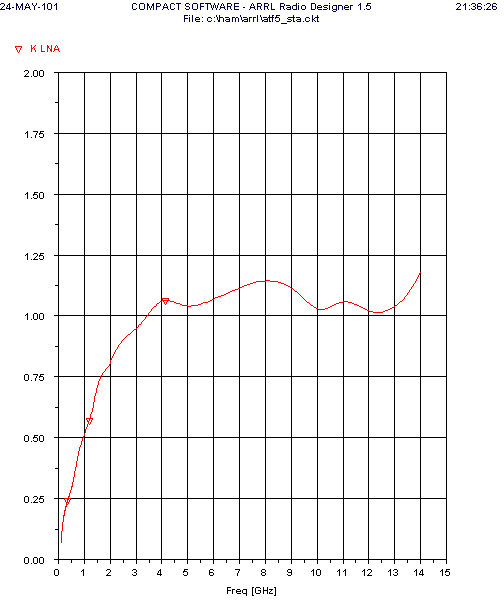 24-MAY-101 COMPACT SOFTWARE - ARRL Radio Designer 1.5 21:36:26
File: c:\ham\arrl\atf5_sta.ckt
K LNA
2.00
1.75
1.50
1.25
1.00
0.75
0.50
0.25
0.00
0 1 2 3 4 5 6 7 8 9 10 11 12 13 14 15
Freq [GHz]